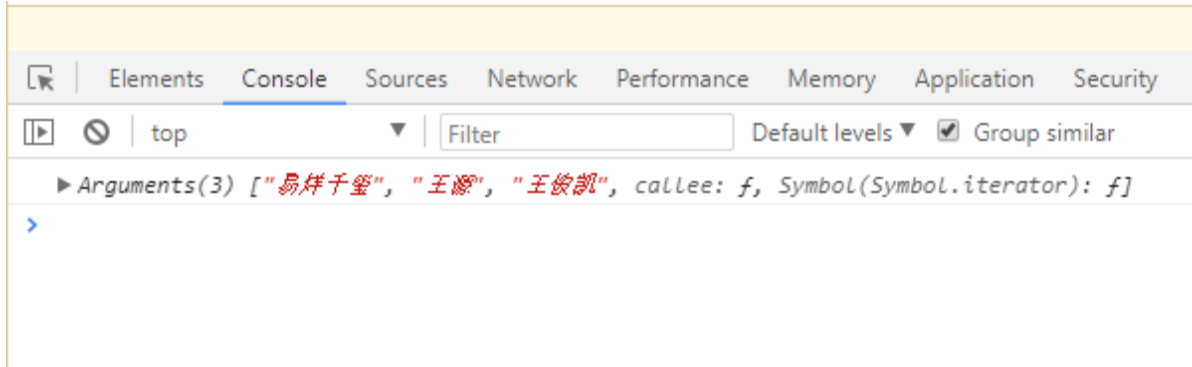 Elements Console Sources Network Performance Memory Application Security
top Filter Default levels Group similar
Arguments(3) ["易烊千玺", "王源", "王俊凯", callee: ƒ, Symbol(Symbol.iterator): ƒ]